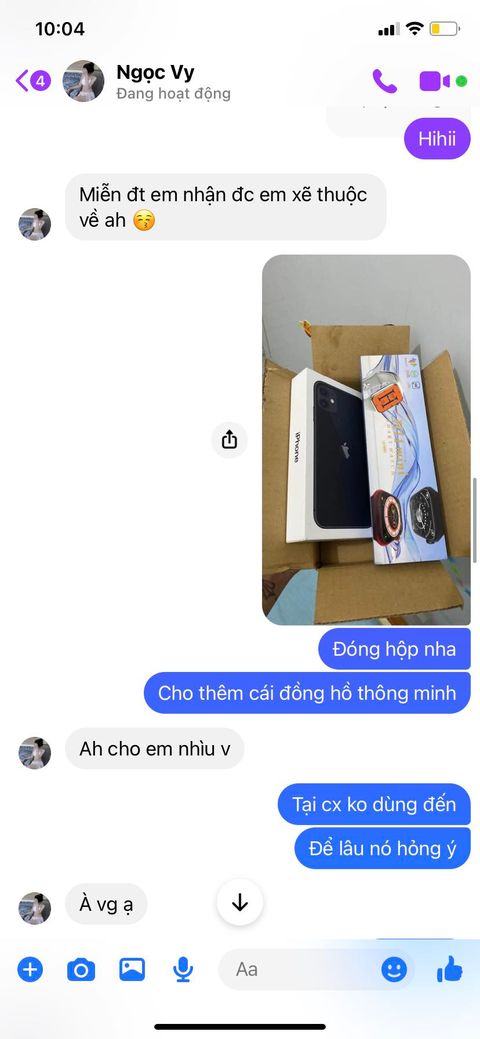 10:04
4
Ngọc Vy
Đang hoạt động
Hihii
Miễn đt em nhận đc em xẽ thuộc
về ah 😚
iPhone
Đóng hộp nha
Cho thêm cái đồng hồ thông minh
Ah cho em nhìu v
Tại cx ko dùng đến
Để lâu nó hỏng ý
À vg ạ
Aa